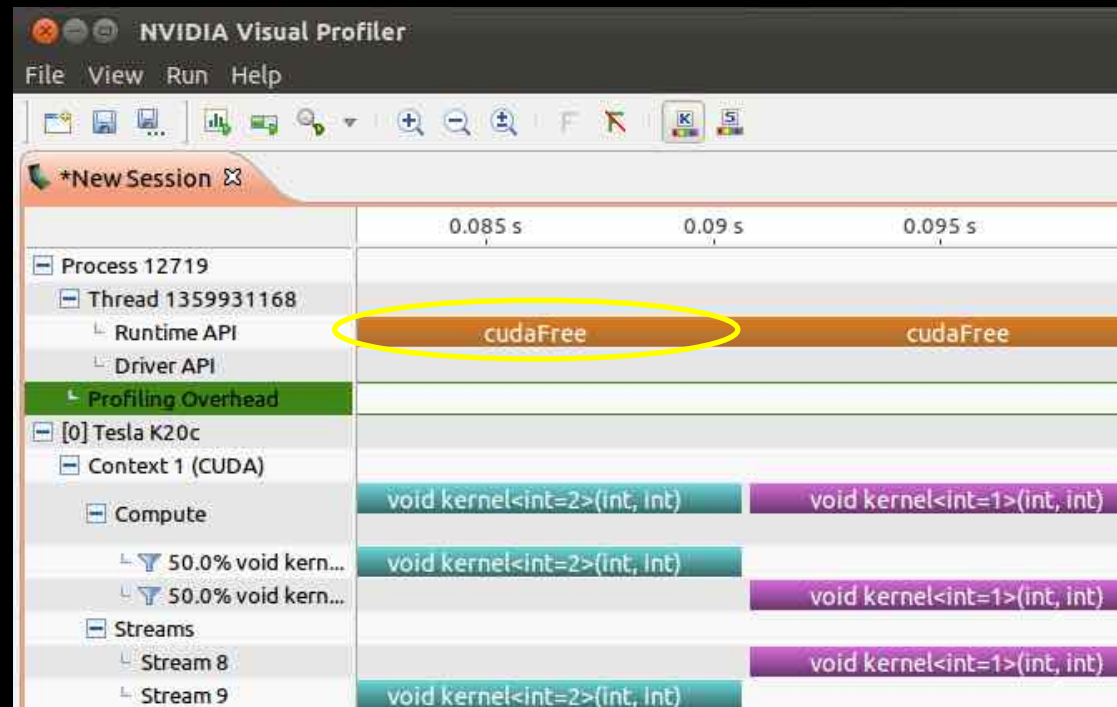 NVIDIA Visual Profiler
File View Run Help
F K S
*New Session
0.085 s 0.09 s 0.095 s
Process 12719
Thread 1359931168
Runtime API cudaFree cudaFree
Driver API
Profiling Overhead
[0] Tesla K20c
Context 1 (CUDA)
Compute void kernel<int=2>(int, int) void kernel<int=1>(int, int)
50.0% void kern... void kernel<int=2>(int, int)
50.0% void kern... void kernel<int=1>(int, int)
Streams
Stream 8 void kernel<int=1>(int, int)
Stream 9 void kernel<int=2>(int, int)